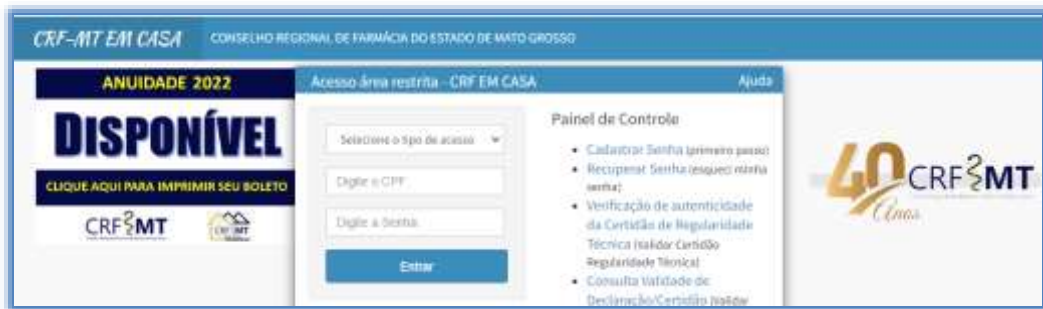 CRF-MT EM CASA
CONSELHO REGIONAL DE FARMÁCIA DO ESTADO DE MATO GROSSO
ANUIDADE 2022
DISPONÍVEL
CLIQUE AQUI PARA IMPRIMIR SEU BOLETO
CRF MT
Acesso área restrita - CRF EM CASA
Ajuda
Selecione o tipo de acesso
Digite o CPF
Digite a Senha
Entrar
Painel de Controle
Cadastrar Senha (primeiro passo)
Recuperar Senha (esqueci minha
senha)
Verificação de autenticidade
da Certidão de Regularidade
Técnica (Validar Certidão
Regularidade Técnica)
Consulta Validade de
Declaração/Certidão (Validar
40 CRF MT
Anos